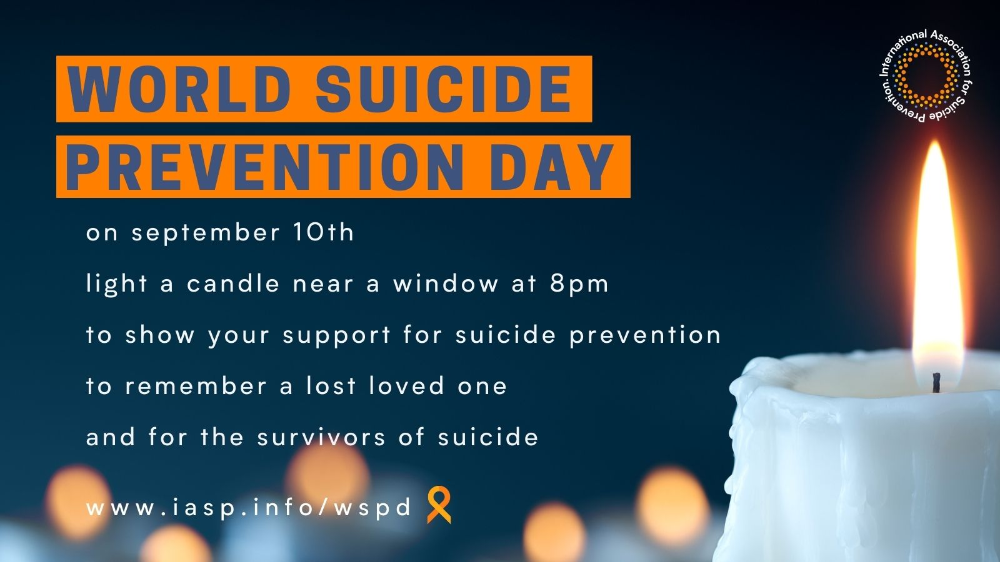 WORLD SUICIDE
PREVENTION DAY
on september 10th
light a candle near a window at 8pm
to show your support for suicide prevention
to remember a lost loved one
and for the survivors of suicide
www.iasp.info/wspd
International Association for Suicide Prevention.